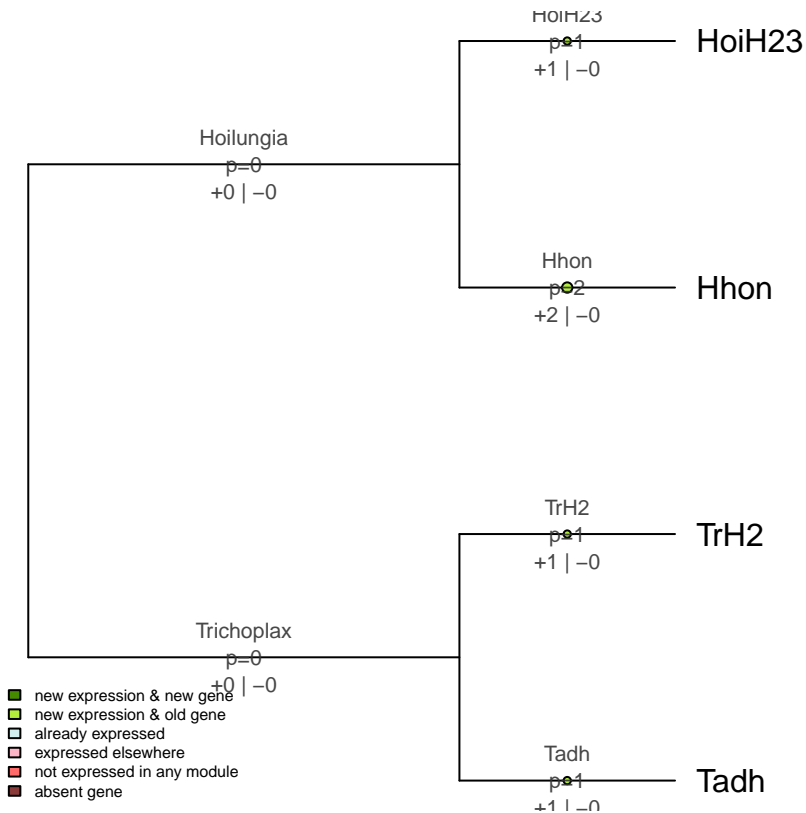 HoiH23
p=1
+1 | −0
HoiH23
Hoilungia
p=0
+0 | −0
Hhon
p=2
+2 | −0
Hhon
TrH2
p=1
+1 | −0
TrH2
Trichoplax
p=0
+0 | −0
new expression & new gene
new expression & old gene
already expressed
expressed elsewhere
not expressed in any module
absent gene
Tadh
p=1
+1 | −0
Tadh